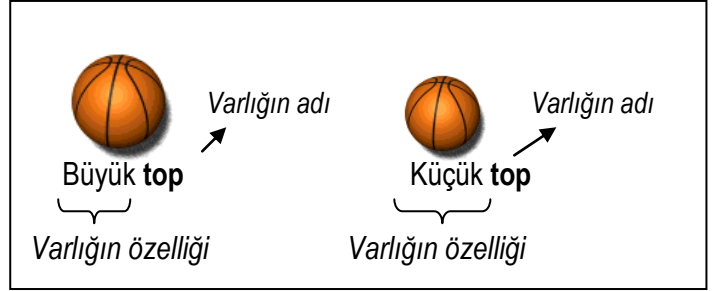 Varlığın adı
Varlığın adı
Büyük top
Küçük top
Varlığın özelliği
Varlığın özelliği